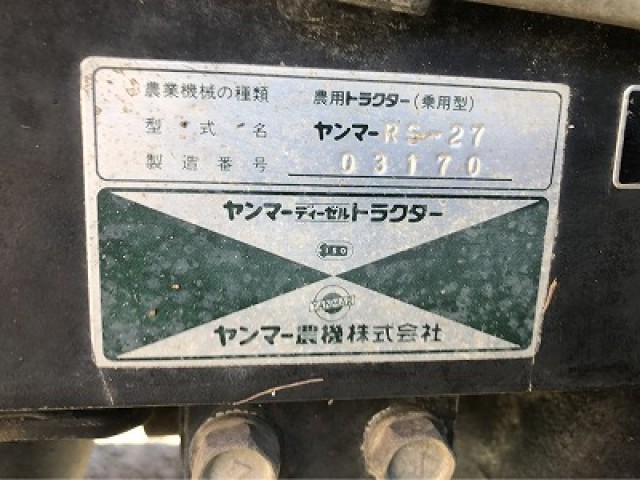 農業機械の種類 農用トラクター(乗用型)
型式名 ヤンマーRS-27
製造番号 03170
ヤンマーディーゼルトラクター
ISO
YANMAR
ヤンマー農機株式会社